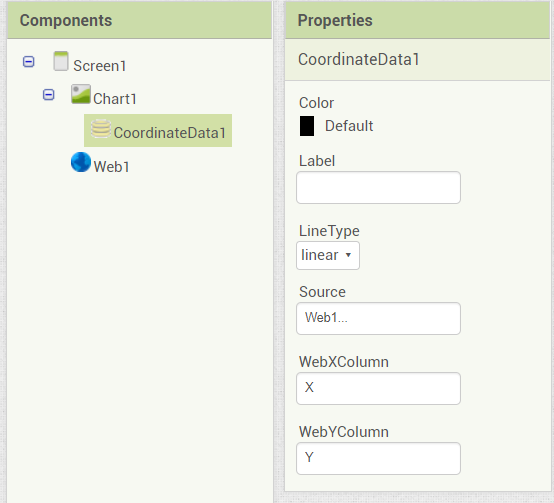 Components
Screen1
Chart1
CoordinateData1
Web1
Properties
CoordinateData1
Color
Default
Label
LineType
linear
Source
Web1...
WebXColumn
X
WebYColumn
Y